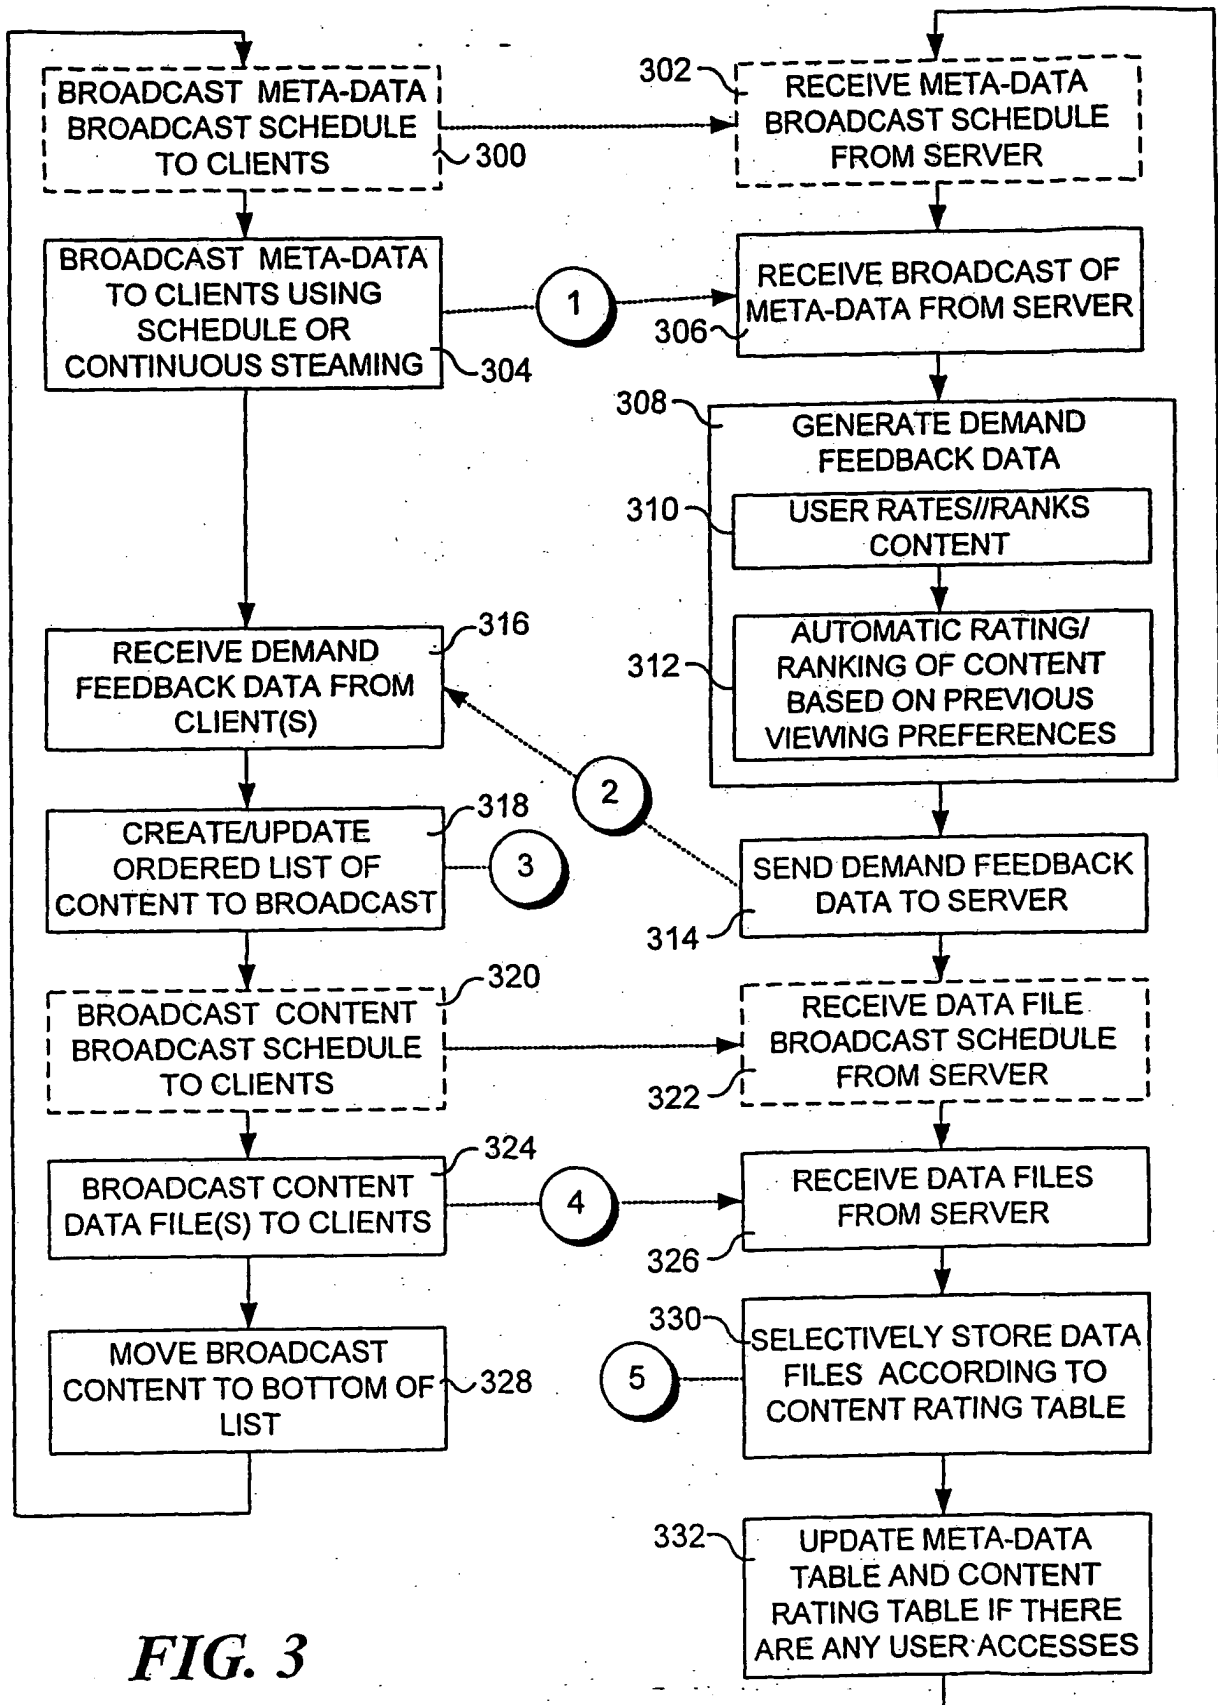 BROADCAST META-DATA
BROADCAST SCHEDULE
TO CLIENTS
300
BROADCAST META-DATA
TO CLIENTS USING
SCHEDULE OR
CONTINUOUS STEAMING
304
1
316
RECEIVE DEMAND
FEEDBACK DATA FROM
CLIENT(S)
2
318
CREATE/UPDATE
ORDERED LIST OF
CONTENT TO BROADCAST
3
320
BROADCAST CONTENT
BROADCAST SCHEDULE
TO CLIENTS
324
BROADCAST CONTENT
DATA FILE(S) TO CLIENTS
4
MOVE BROADCAST
CONTENT TO BOTTOM OF
LIST
328
302
RECEIVE META-DATA
BROADCAST SCHEDULE
FROM SERVER
RECEIVE BROADCAST OF
META-DATA FROM SERVER
306
308
GENERATE DEMAND
FEEDBACK DATA
310
USER RATES//RANKS
CONTENT
312
AUTOMATIC RATING/
RANKING OF CONTENT
BASED ON PREVIOUS
VIEWING PREFERENCES
SEND DEMAND FEEDBACK
DATA TO SERVER
314
RECEIVE DATA FILE
BROADCAST SCHEDULE
FROM SERVER
322
RECEIVE DATA FILES
FROM SERVER
326
330
SELECTIVELY STORE DATA
FILES ACCORDING TO
CONTENT RATING TABLE
5
332
UPDATE META-DATA
TABLE AND CONTENT
RATING TABLE IF THERE
ARE ANY USER ACCESSES
FIG. 3